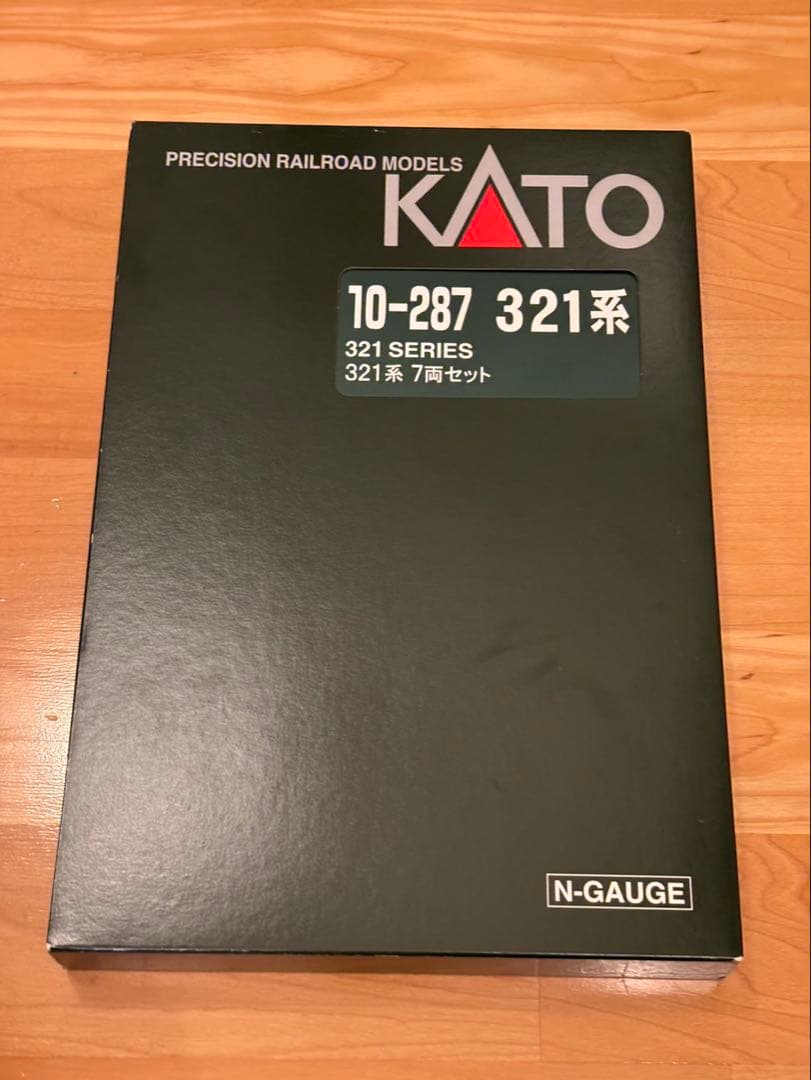 PRECISION RAILROAD MODELS
KATO
10-287 321系
321 SERIES
321系 7両セット
N-GAUGE